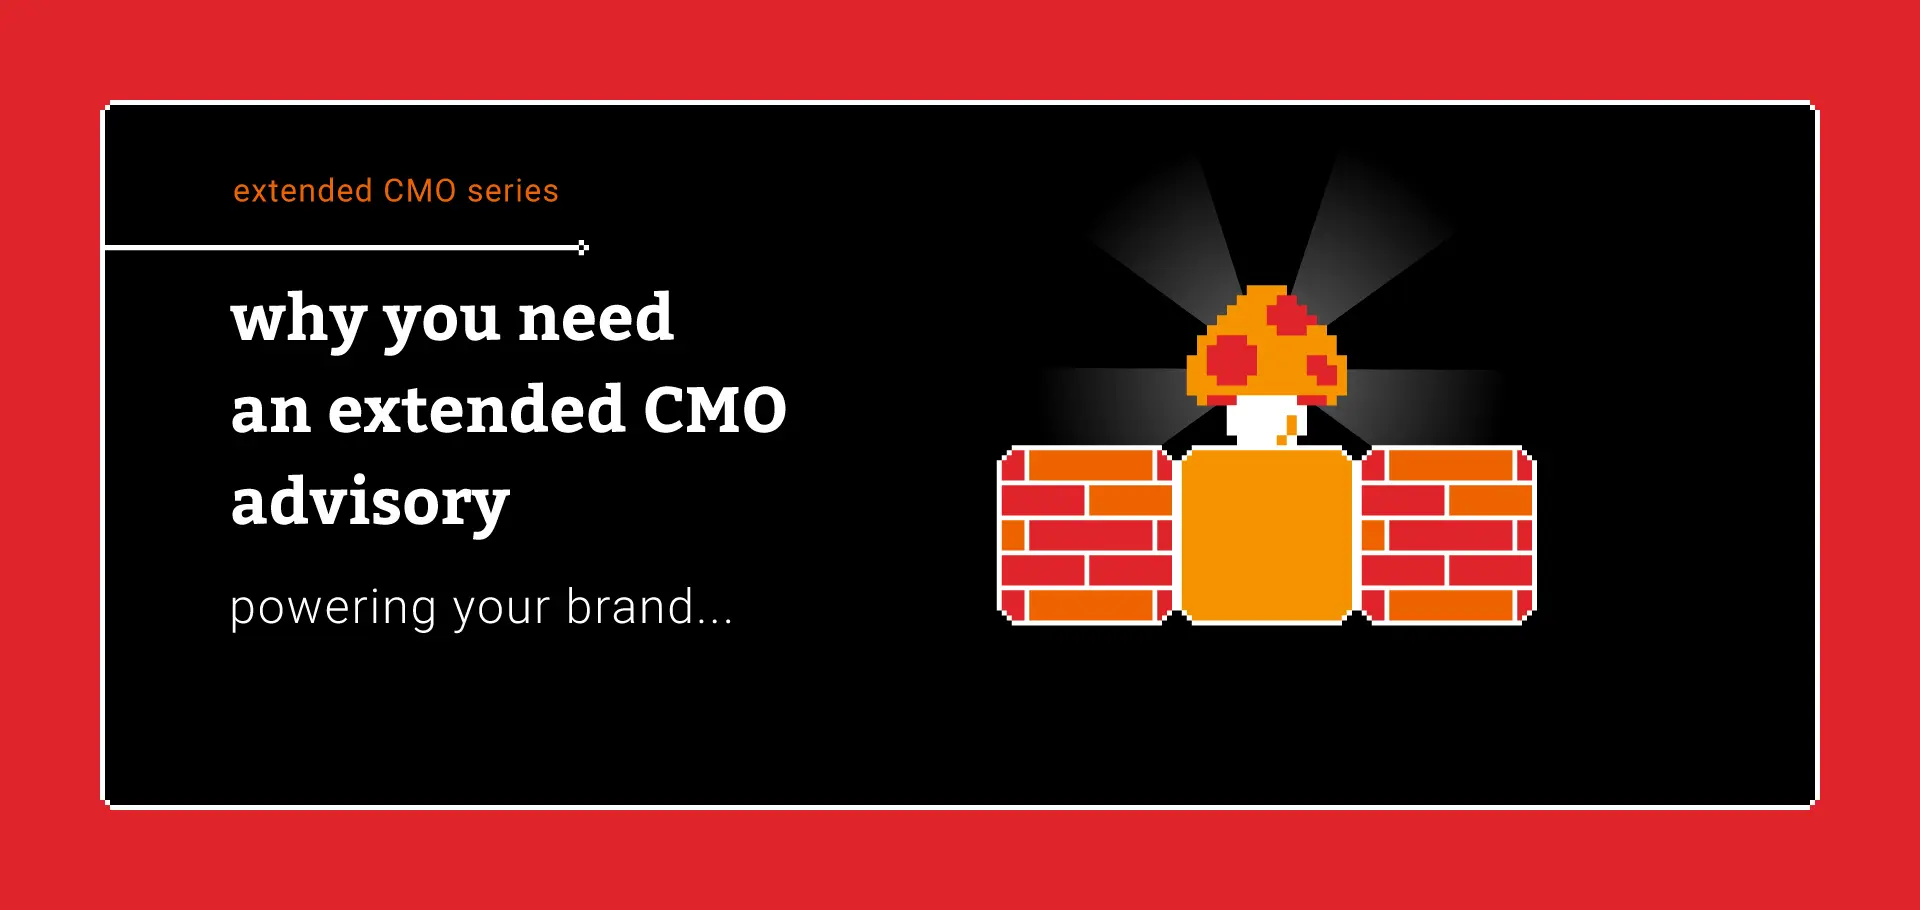 extended CMO series
why you need
an extended CMO
advisory
powering your brand...